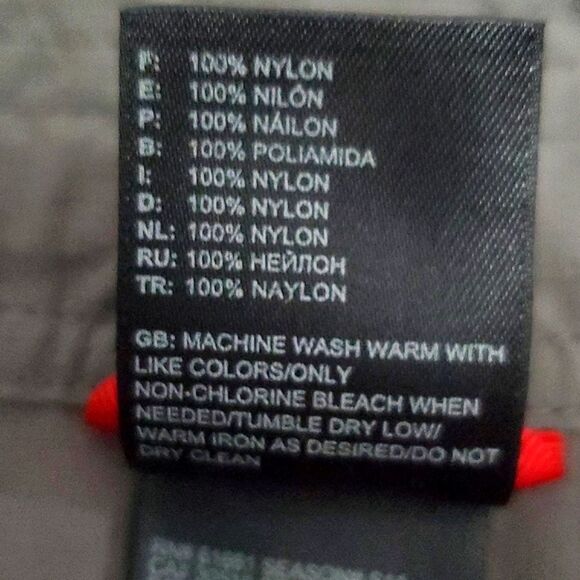 F: 100% NYLON
E: 100% NILÓN
P: 100% NÁILON
B: 100% POLIAMIDA
I: 100% NYLON
D: 100% NYLON
NL: 100% NYLON
RU: 100% НЕЙЛОН
TR: 100% NAYLON
GB: MACHINE WASH WARM WITH
LIKE COLORS/ONLY
NON-CHLORINE BLEACH WHEN
NEEDED/TUMBLE DRY LOW/
WARM IRON AS DESIRED/DO NOT
DRY CLEAN